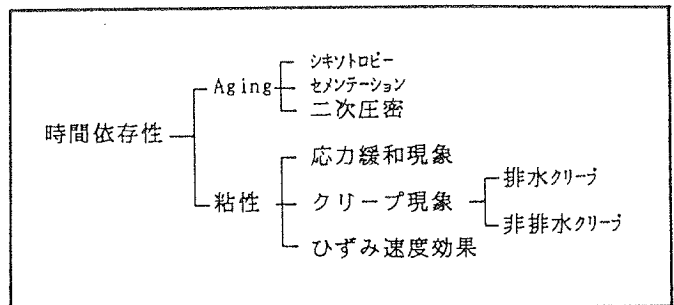 シキソトロピー
Aging
セメンテーション
二次圧密
時間依存性
応力緩和現象
排水クリープ
粘性
クリープ現象
非排水クリープ
ひずみ速度効果